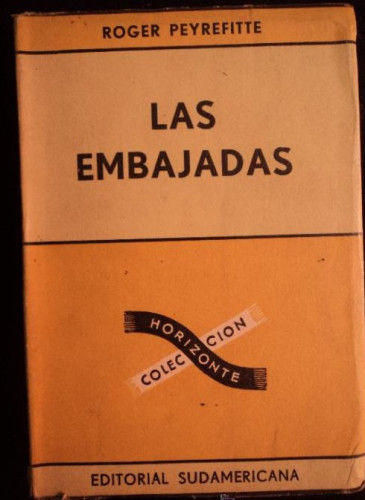 ROGER PEYREFITTE
LAS
EMBAJADAS
COLECCION
HORIZONTE
EDITORIAL SUDAMERICANA